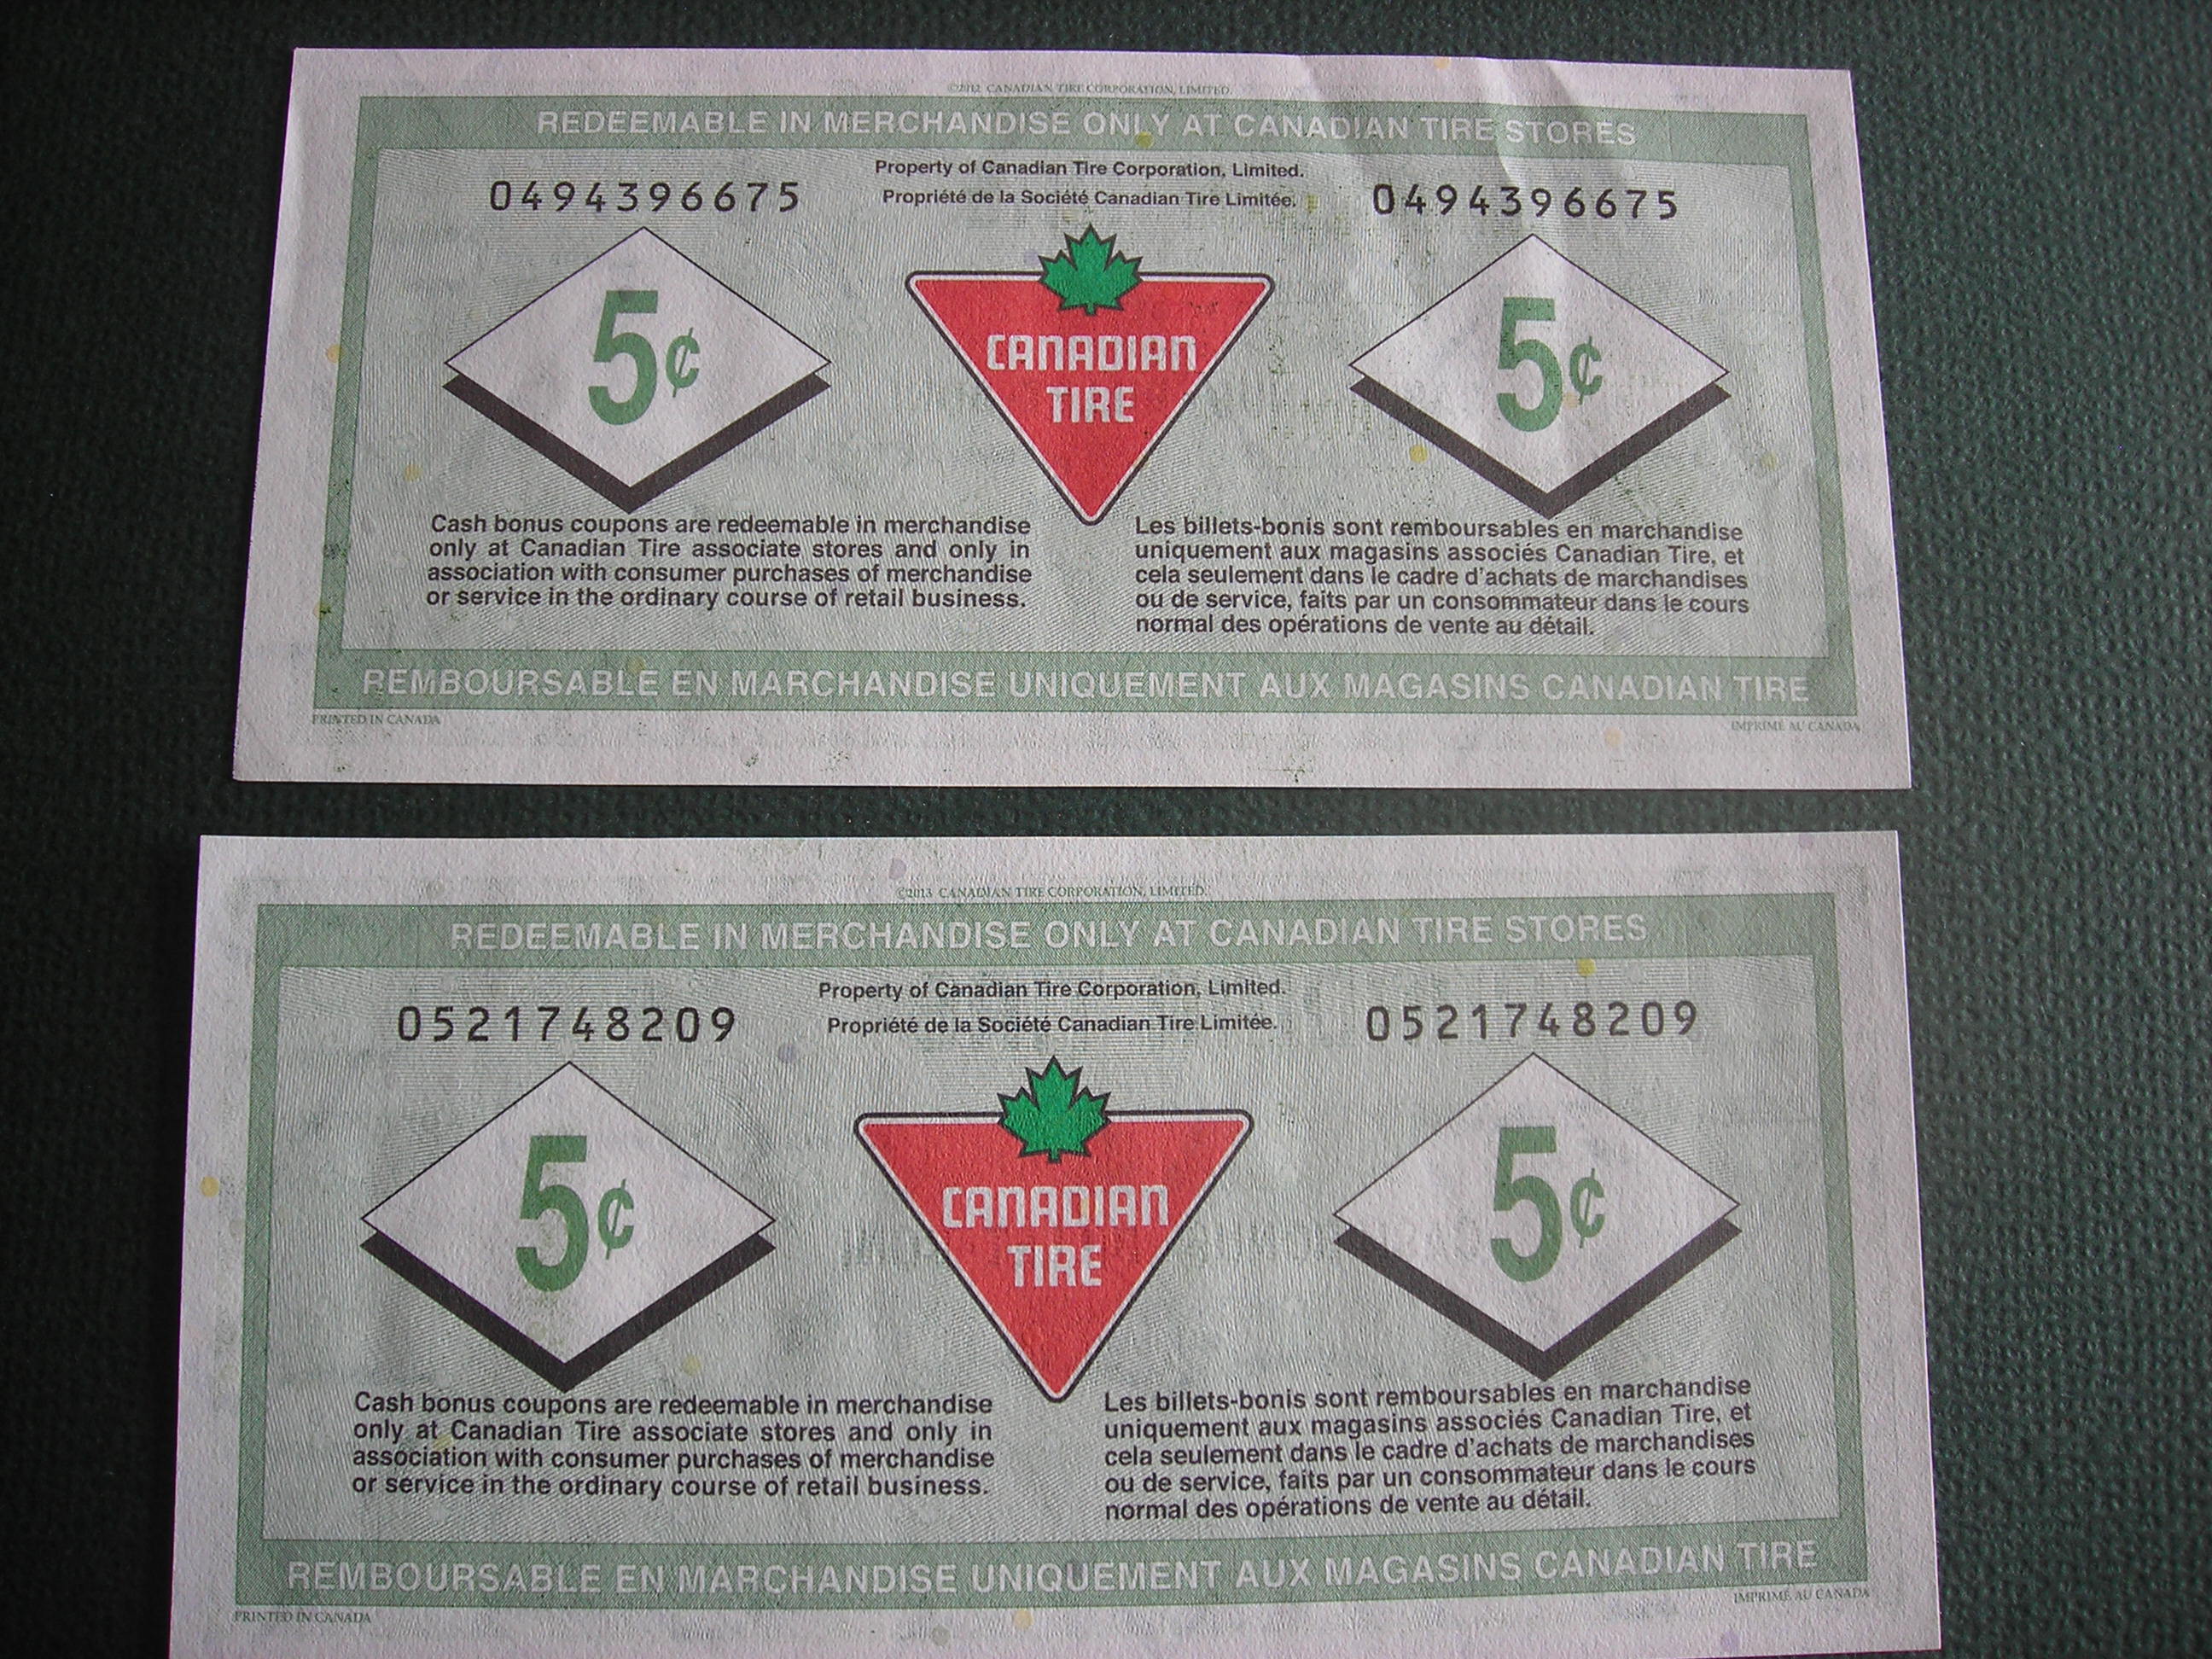 ©2012 CANADIAN TIRE CORPORATION, LIMITED.
REDEEMABLE IN MERCHANDISE ONLY AT CANADIAN TIRE STORES
Property of Canadian Tire Corporation, Limited.
Propriété de la Société Canadian Tire Limitée.
0494396675
0494396675
5¢
CANADIAN
TIRE
5¢
Cash bonus coupons are redeemable in merchandise
only at Canadian Tire associate stores and only in
association with consumer purchases of merchandise
or service in the ordinary course of retail business.
Les billets-bonis sont remboursables en marchandise
uniquement aux magasins associés Canadian Tire, et
cela seulement dans le cadre d'achats de marchandises
ou de service, faits par un consommateur dans le cours
normal des opérations de vente au détail.
REMBOURSABLE EN MARCHANDISE UNIQUEMENT AUX MAGASINS CANADIAN TIRE
PRINTED IN CANADA
IMPRIMÉ AU CANADA
©2013 CANADIAN TIRE CORPORATION, LIMITED.
REDEEMABLE IN MERCHANDISE ONLY AT CANADIAN TIRE STORES
Property of Canadian Tire Corporation, Limited.
Propriété de la Société Canadian Tire Limitée.
0521748209
0521748209
5¢
CANADIAN
TIRE
5¢
Cash bonus coupons are redeemable in merchandise
only at Canadian Tire associate stores and only in
association with consumer purchases of merchandise
or service in the ordinary course of retail business.
Les billets-bonis sont remboursables en marchandise
uniquement aux magasins associés Canadian Tire, et
cela seulement dans le cadre d'achats de marchandises
ou de service, faits par un consommateur dans le cours
normal des opérations de vente au détail.
REMBOURSABLE EN MARCHANDISE UNIQUEMENT AUX MAGASINS CANADIAN TIRE
PRINTED IN CANADA
IMPRIMÉ AU CANADA